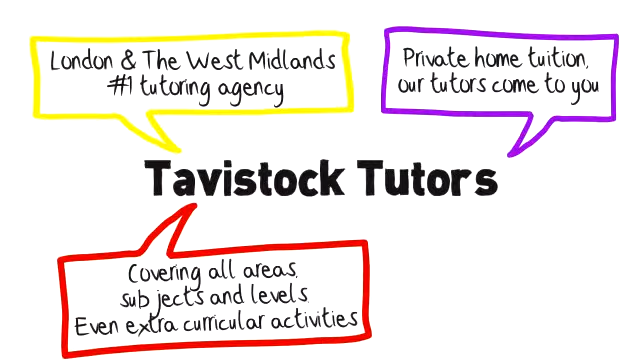 London & The West Midlands
#1 tutoring agency
Private home tuition,
our tutors come to you
Tavistock Tutors
Covering all areas,
subjects and levels.
Even extra curricular activities